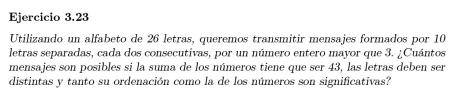 Ejercicio 3.23
Utilizando un alfabeto de 26 letras, queremos transmitir mensajes formados por 10
letras separadas, cada dos consecutivas, por un número entero mayor que 3. ¿Cuántos
mensajes son posibles si la suma de los números tiene que ser 43, las letras deben ser
distintas y tanto su ordenación como la de los números son significativas?